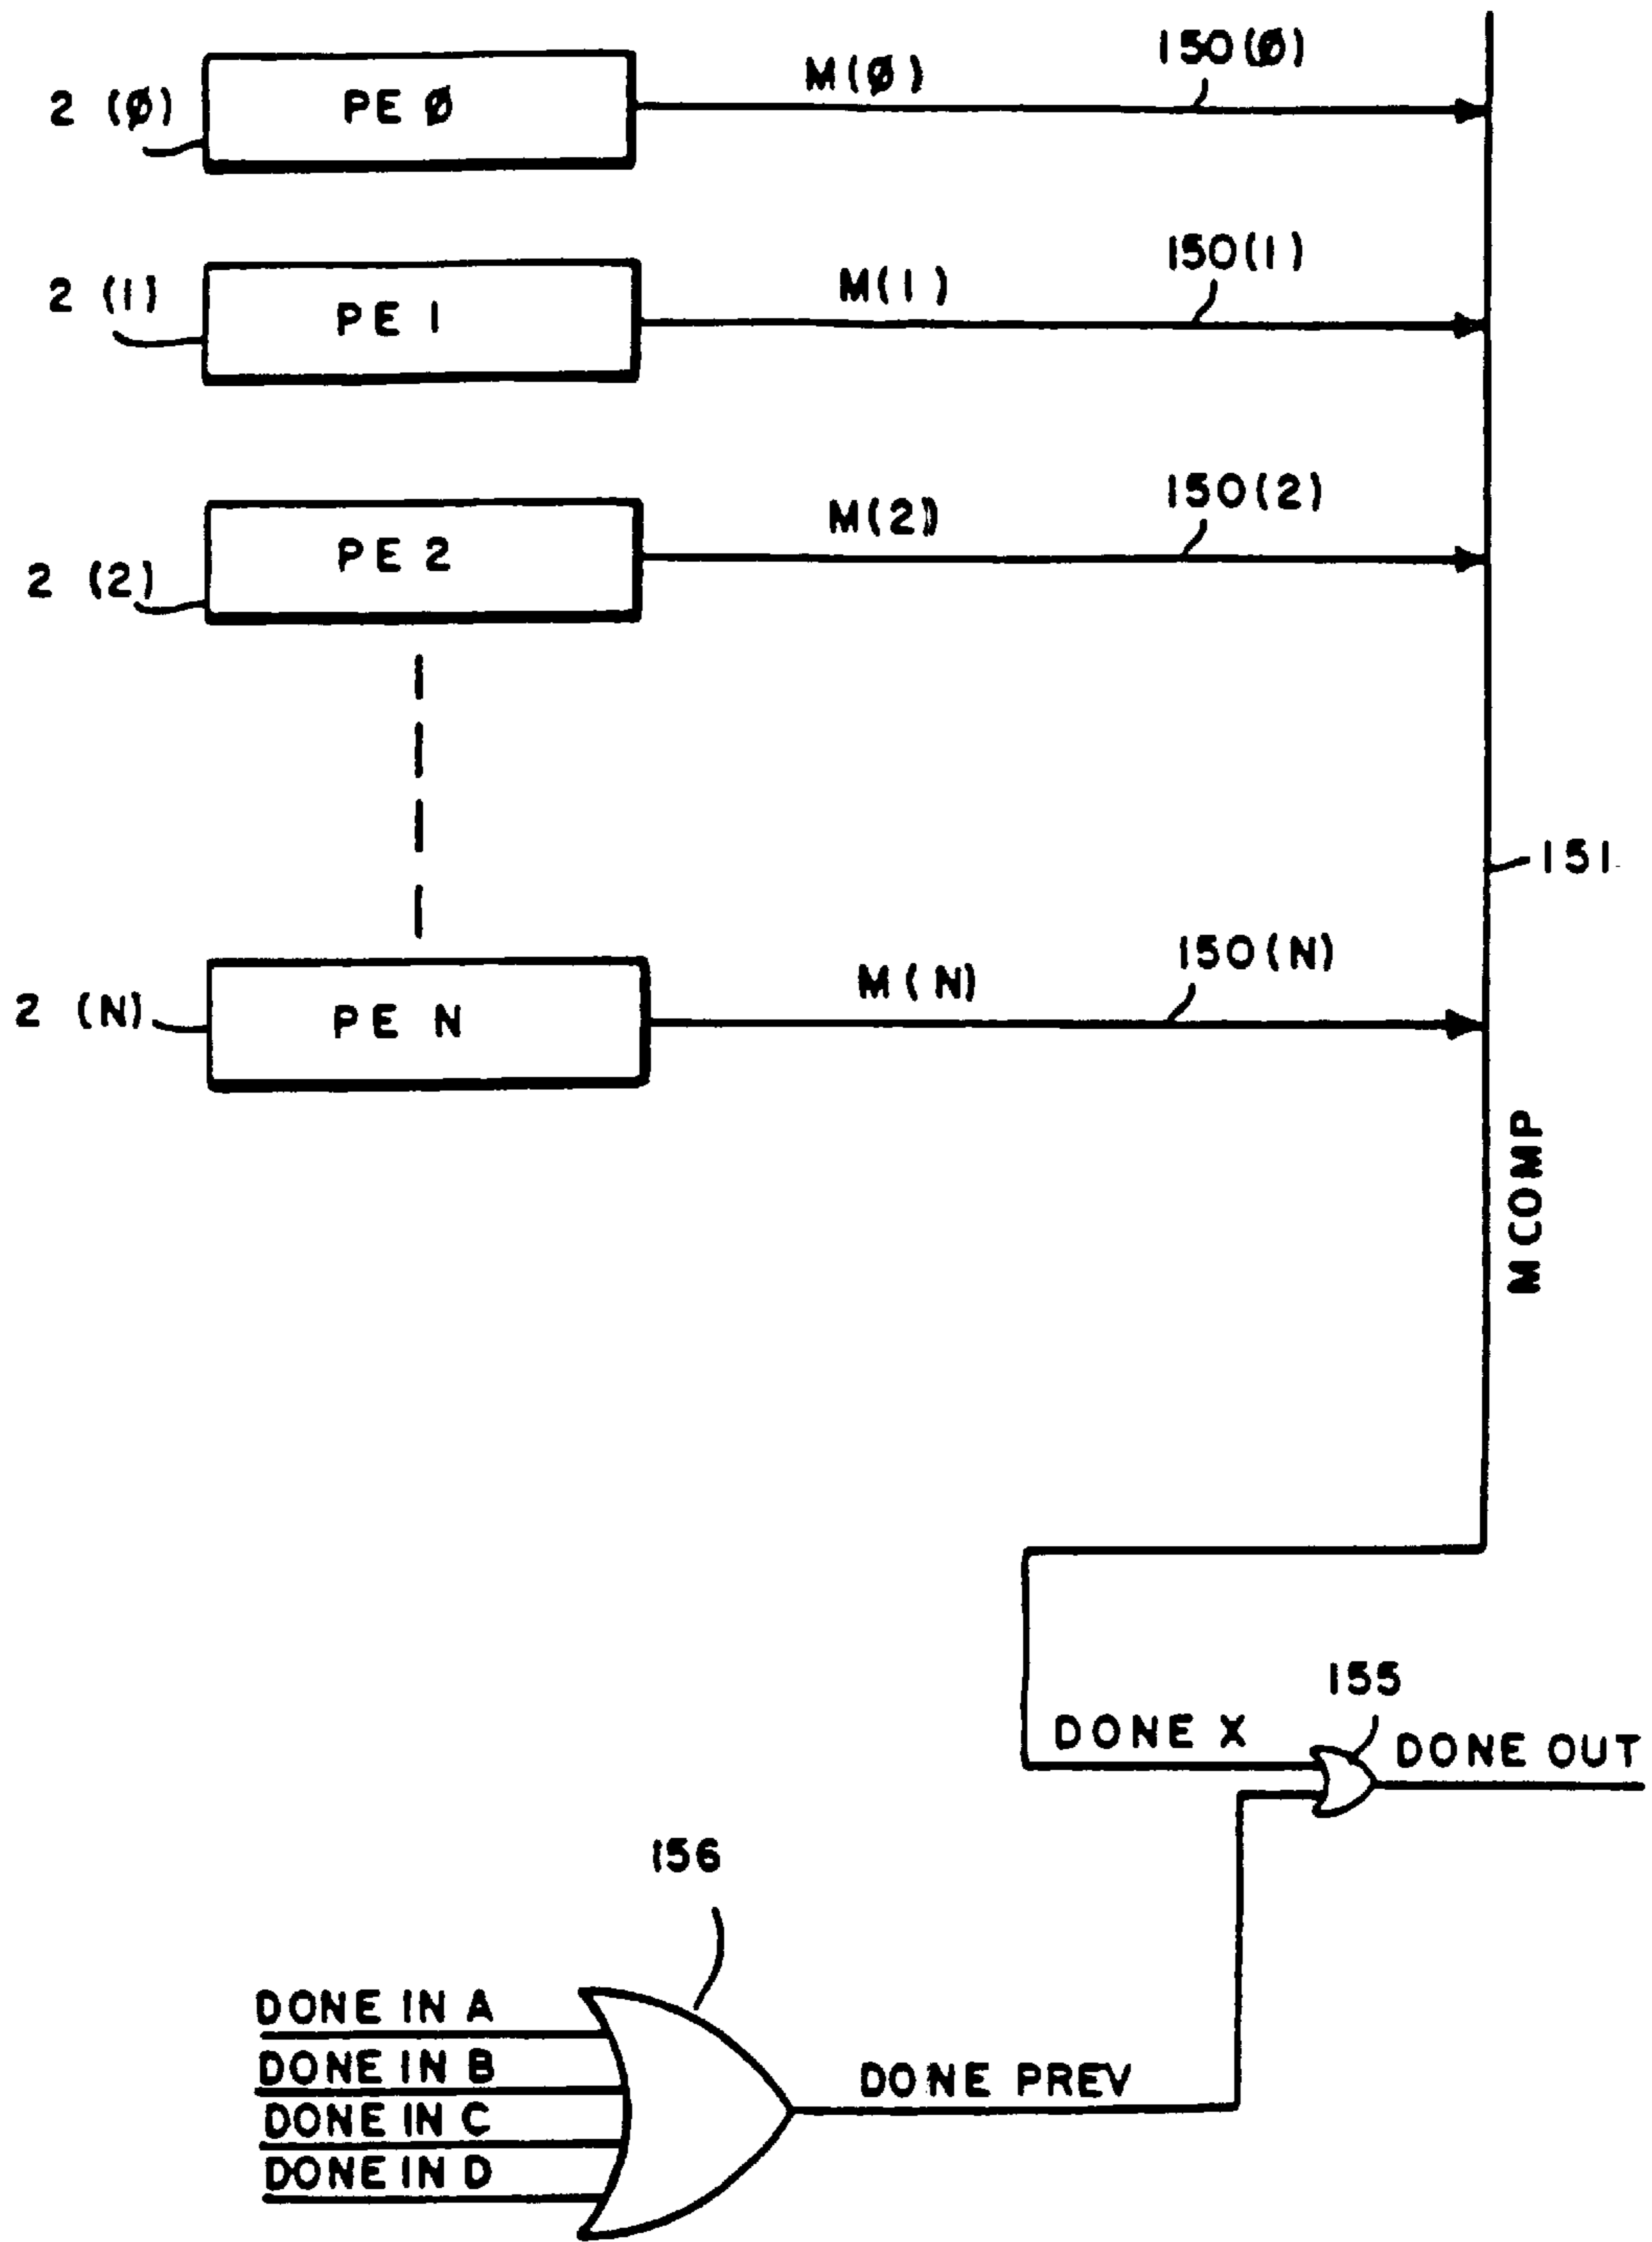 2 (Ø) PE Ø M(Ø) 150(Ø)
2 (1) PE 1 M(1) 150(1)
2 (2) PE 2 M(2) 150(2)
151
2 (N) PE N M(N) 150(N)
M COMP
155
DONE X DONE OUT
156
DONE IN A
DONE IN B
DONE PREV
DONE IN C
DONE IN D